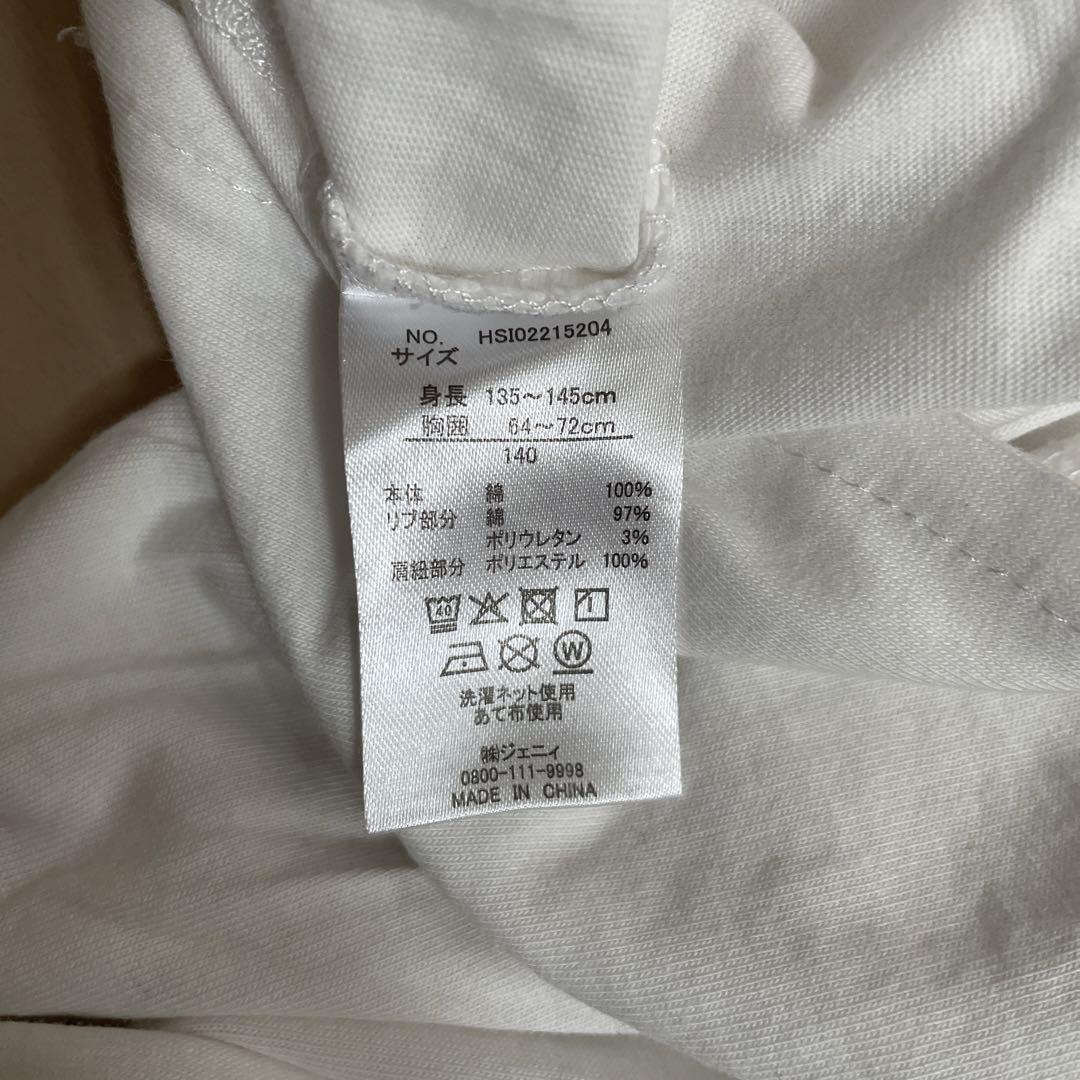 NO. HSI02215204
サイズ
身長 135～145cm
胸囲 64～72cm
140
本体 綿 100%
リブ部分 綿 97%
ポリウレタン 3%
肩紐部分 ポリエステル 100%
40
W
洗濯ネット使用
あて布使用
㈱ジェニィ
0800-111-9998
MADE IN CHINA